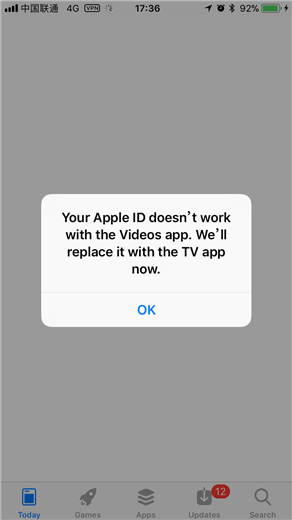 中国联通 4G VPN 17:36 92%
Your Apple ID doesn't work
with the Videos app. We'll
replace it with the TV app
now.
OK
12
Today Games Apps Updates Search